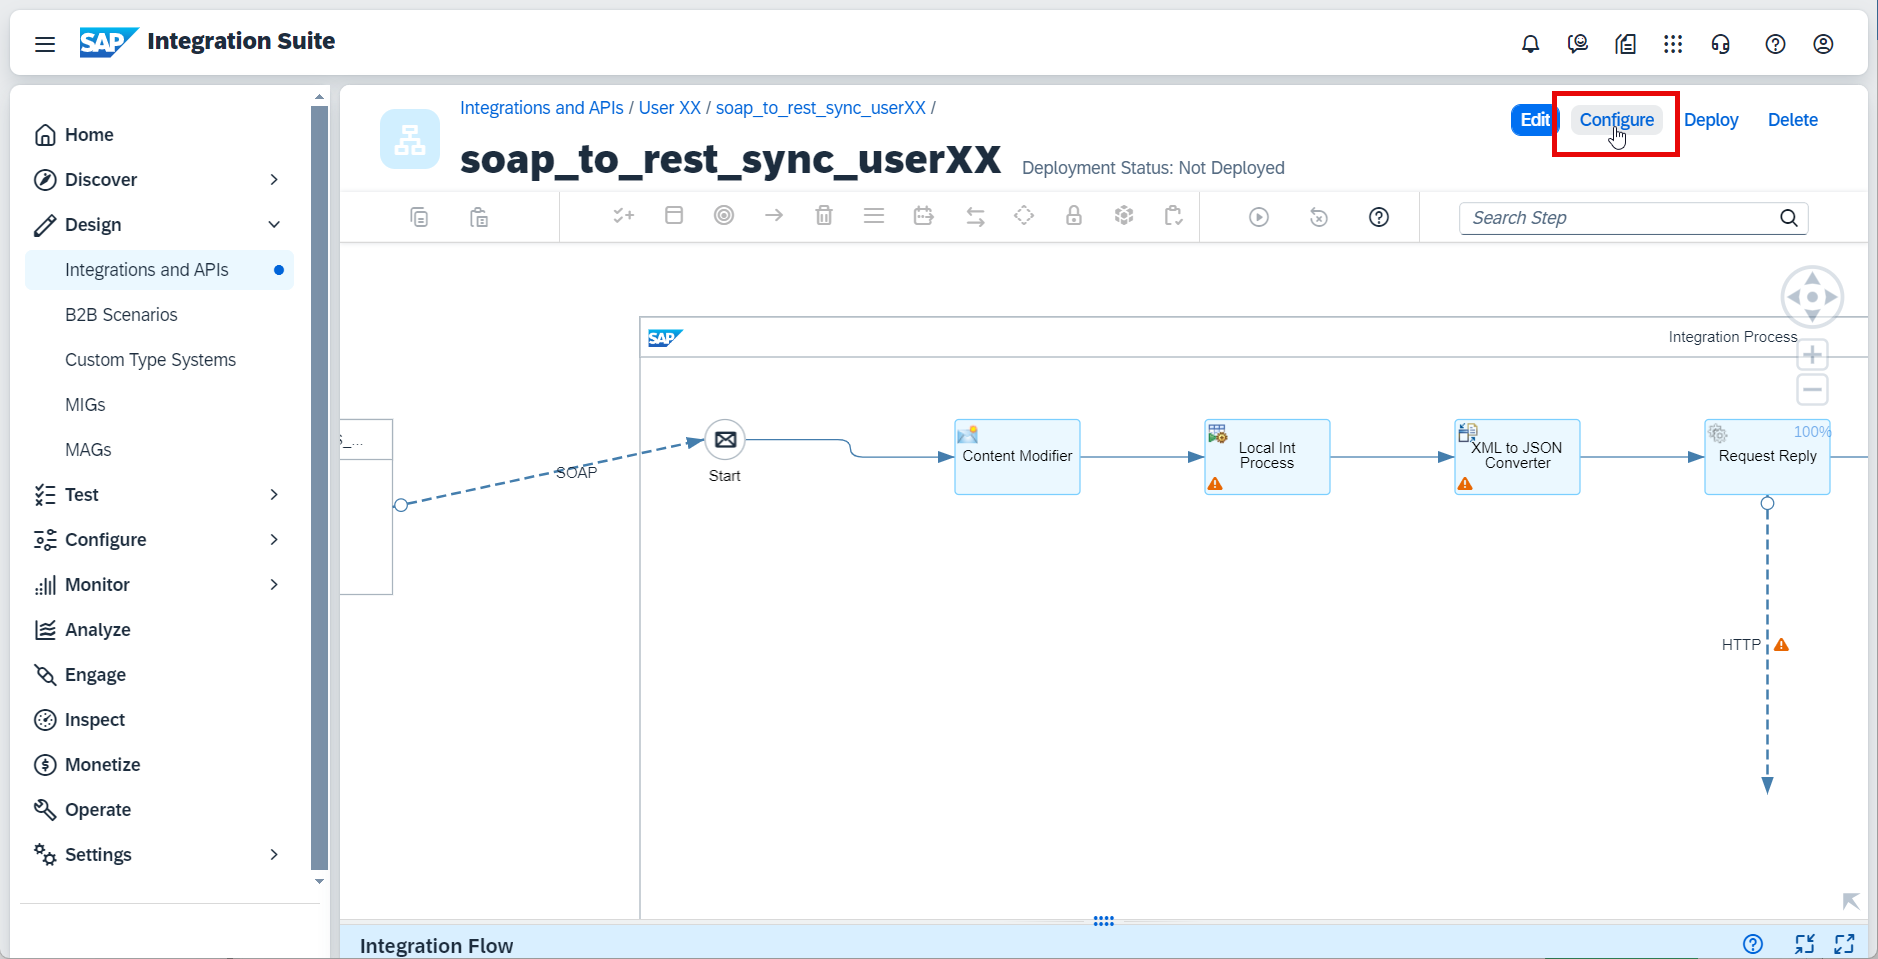 SAP Integration Suite
Home
Discover
Design
Integrations and APIs
B2B Scenarios
Custom Type Systems
MIGs
MAGs
Test
Configure
Monitor
Analyze
Engage
Inspect
Monetize
Operate
Settings
Integrations and APIs / User XX / soap_to_rest_sync_userXX /
soap_to_rest_sync_userXX
Deployment Status: Not Deployed
Edit
Configure
Deploy
Delete
Search Step
SAP
Integration Process
SOAP
Start
Content Modifier
Local Int
Process
XML to JSON
Converter
100%
Request Reply
HTTP
Integration Flow